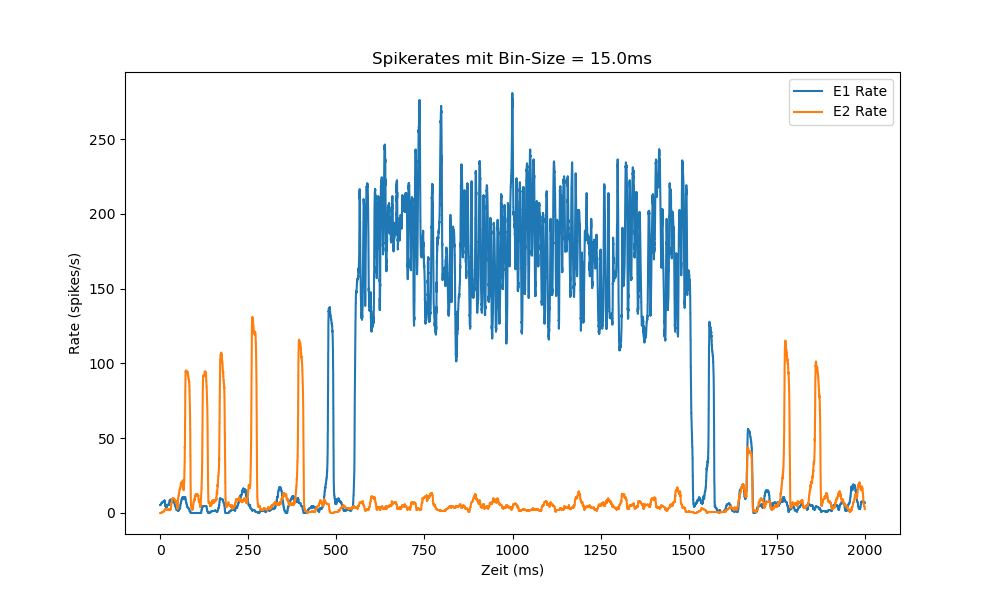 Spikerates mit Bin-Size = 15.0ms
E1 Rate
E2 Rate
250
200
150
100
50
0
Rate (spikes/s)
0 250 500 750 1000 1250 1500 1750 2000
Zeit (ms)